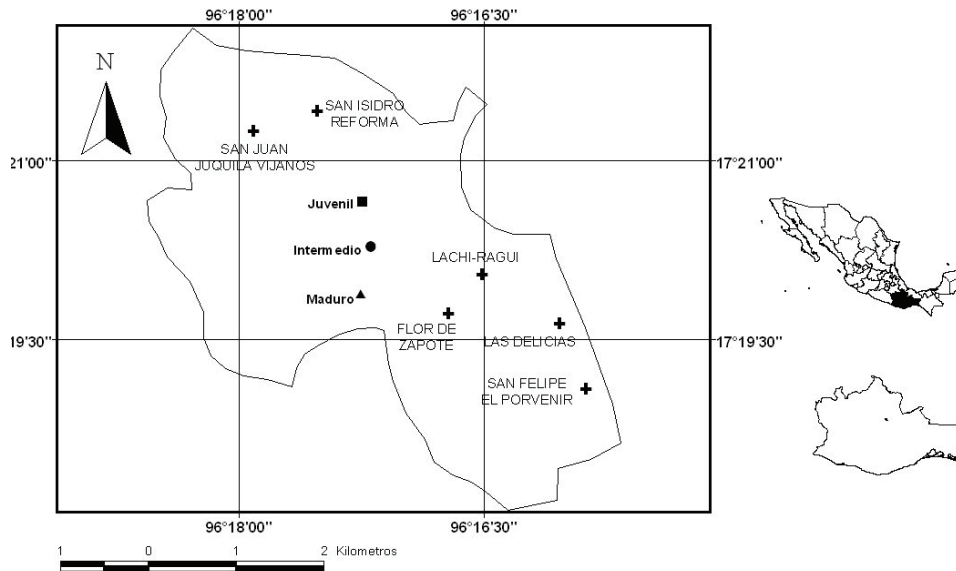 96°18'00"
96°16'30"
N
SAN ISIDRO
REFORMA
SAN JUAN
JUQUILA VIJANOS
21'00"
17°21'00"
Juvenil
Intermedio
LACHI-RAGUI
Maduro
FLOR DE
ZAPOTE
LAS DELICIAS
19'30"
17°19'30"
SAN FELIPE
EL PORVENIR
96°18'00"
96°16'30"
1 0 1 2 Kilometros